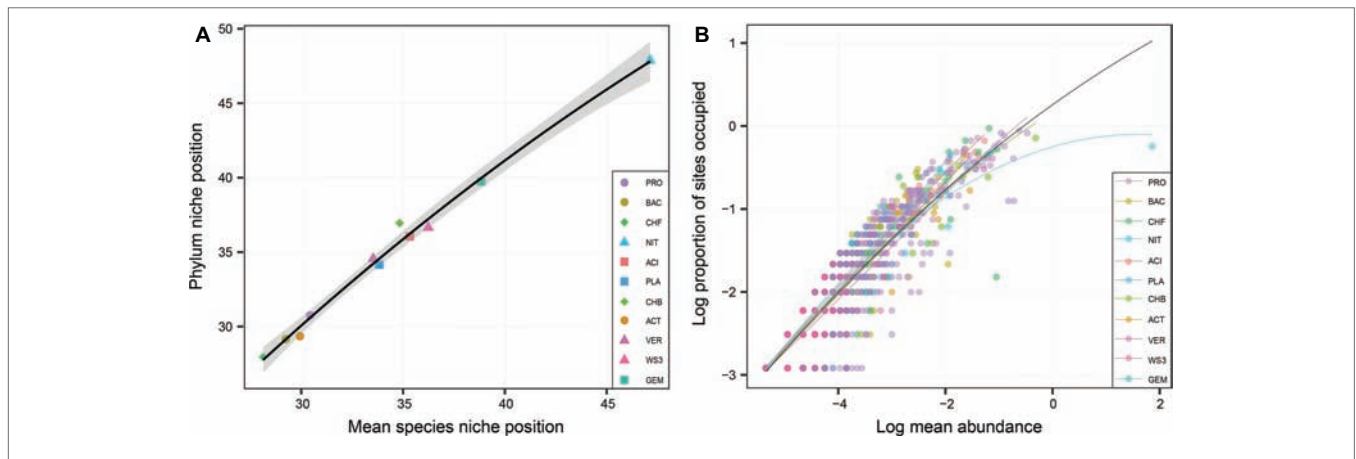 A
Phylum niche position
50
45
40
35
30
30
35
40
45
Mean species niche position
PRO
BAC
CHF
NIT
ACI
PLA
CHB
ACT
VER
WS3
GEM
B
Log proportion of sites occupied
1
0
−1
−2
−3
−4
−2
0
2
Log mean abundance
PRO
BAC
CHF
NIT
ACI
PLA
CHB
ACT
VER
WS3
GEM